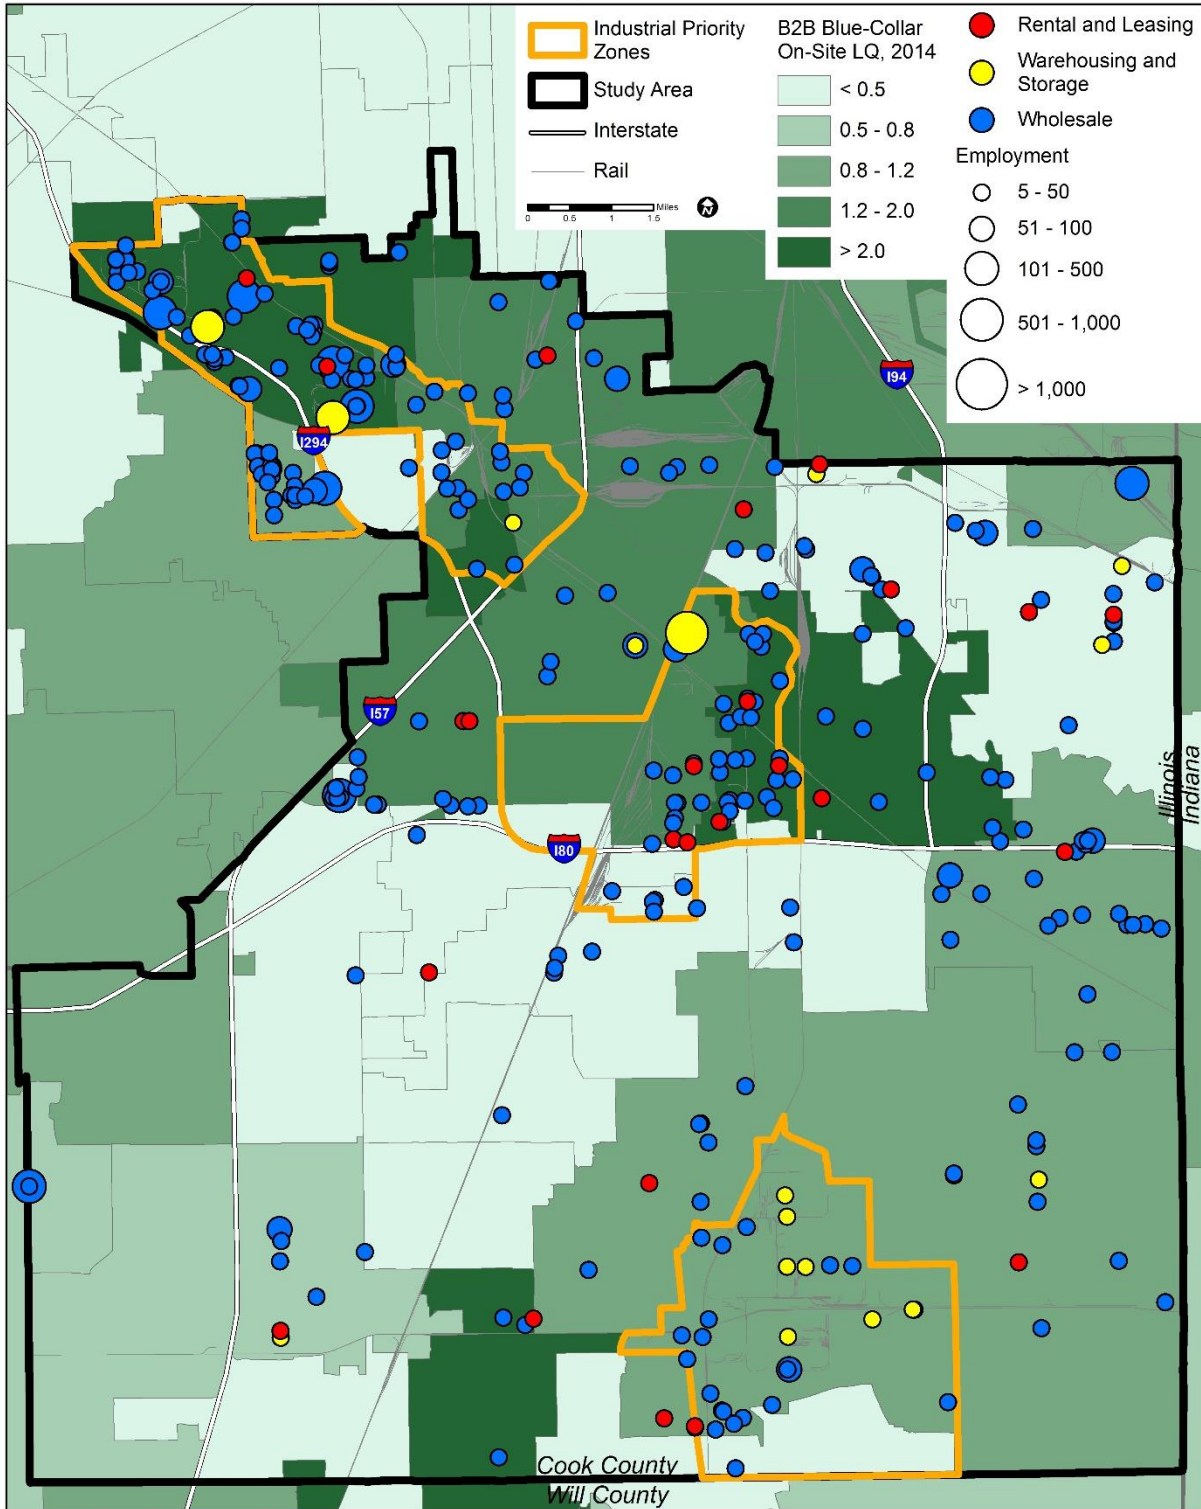 Industrial Priority
Zones
Study Area
Interstate
Rail
Miles
0 0.5 1 1.5
N
B2B Blue-Collar
On-Site LQ, 2014
< 0.5
0.5 - 0.8
0.8 - 1.2
1.2 - 2.0
> 2.0
Rental and Leasing
Warehousing and
Storage
Wholesale
Employment
5 - 50
51 - 100
101 - 500
501 - 1,000
> 1,000
I94
I294
I57
Illinois
Indiana
I80
Cook County
Will County